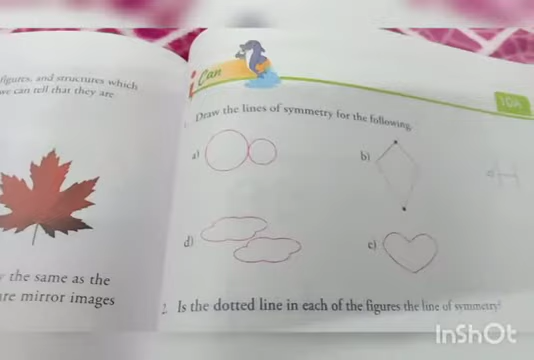 figures, and structures which
we can tell that they are
the same as the
are mirror images
I Can
10A
1. Draw the lines of symmetry for the following.
a)
b)
d)
c)
2. Is the dotted line in each of the figures the line of symmetry?
InShOt